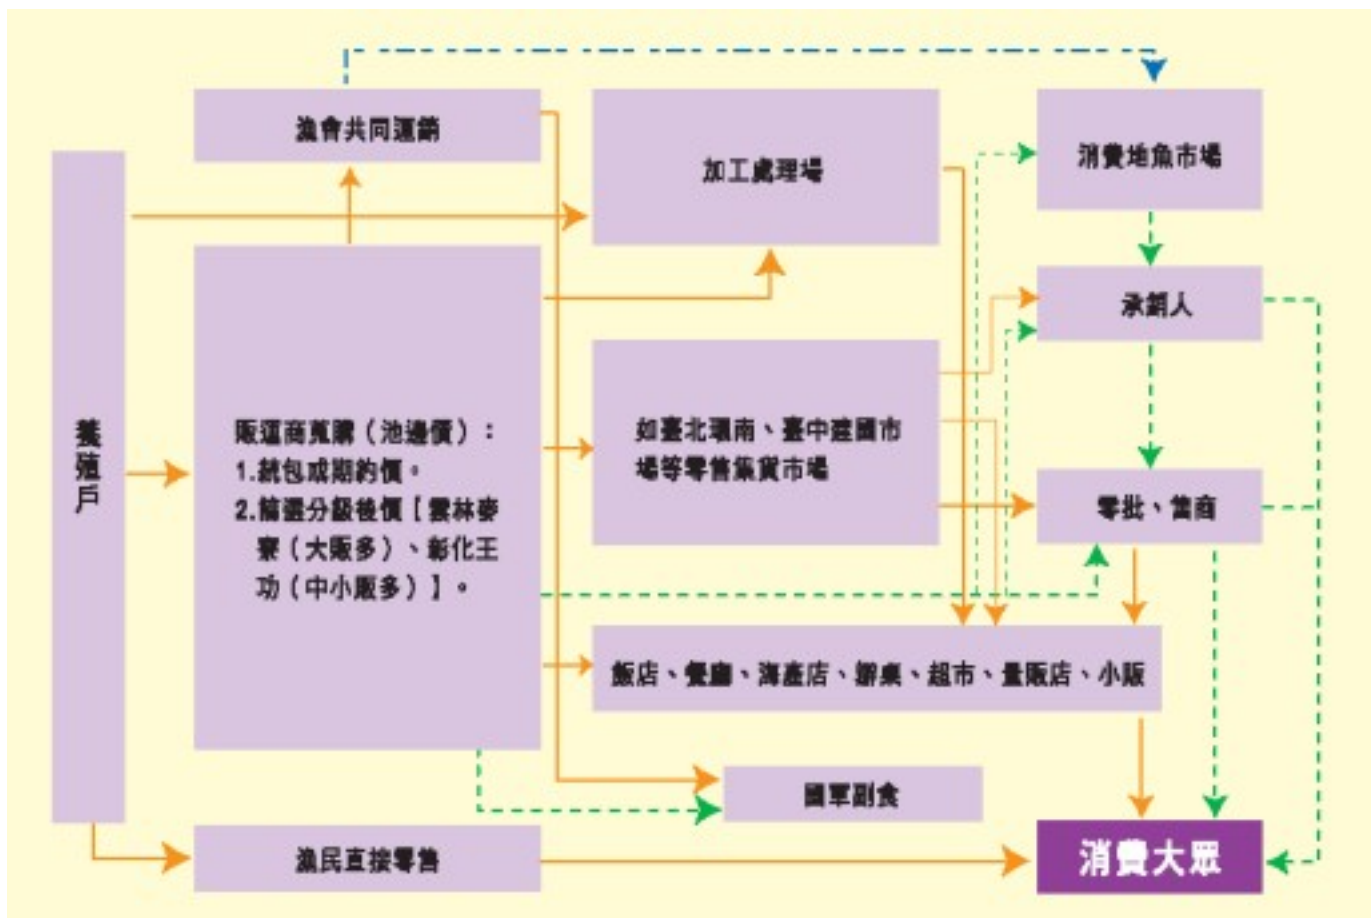 漁會共同運銷
加工處理場
消費地魚市場
承銷人
養殖戶
販運商蒐購（池邊價）：
1.統包或期約價。
2.篩選分級後價【雲林麥
寮（大販多）、彰化王
功（中小販多）】。
如臺北環南、臺中建國市
場等零售集貨市場
零批、售商
飯店、餐廳、海產店、辦桌、超市、量販店、小販
國軍副食
漁民直接零售
消費大眾